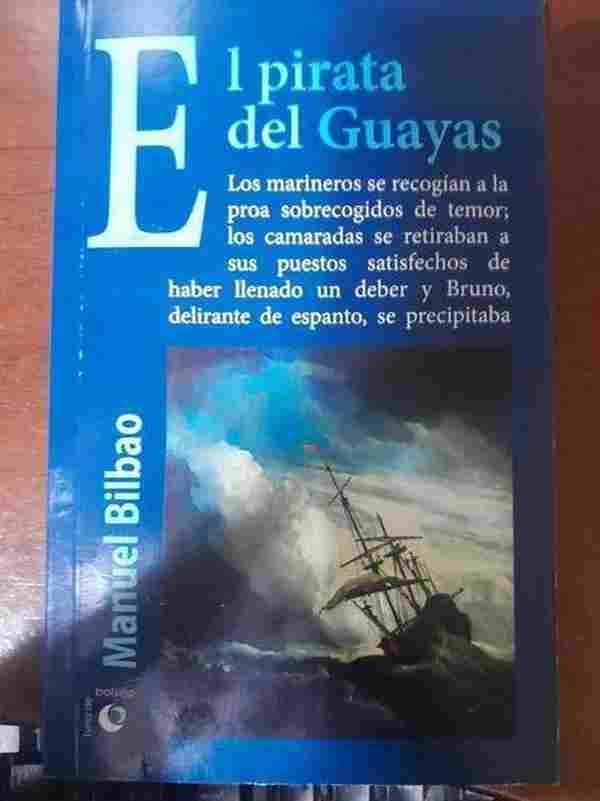 El pirata
del Guayas
Los marineros se recogían a la
proa sobrecogidos de temor;
los camaradas se retiraban a
sus puestos satisfechos de
haber llenado un deber y Bruno,
delirante de espanto, se precipitaba
Manuel Bilbao
bolsillo